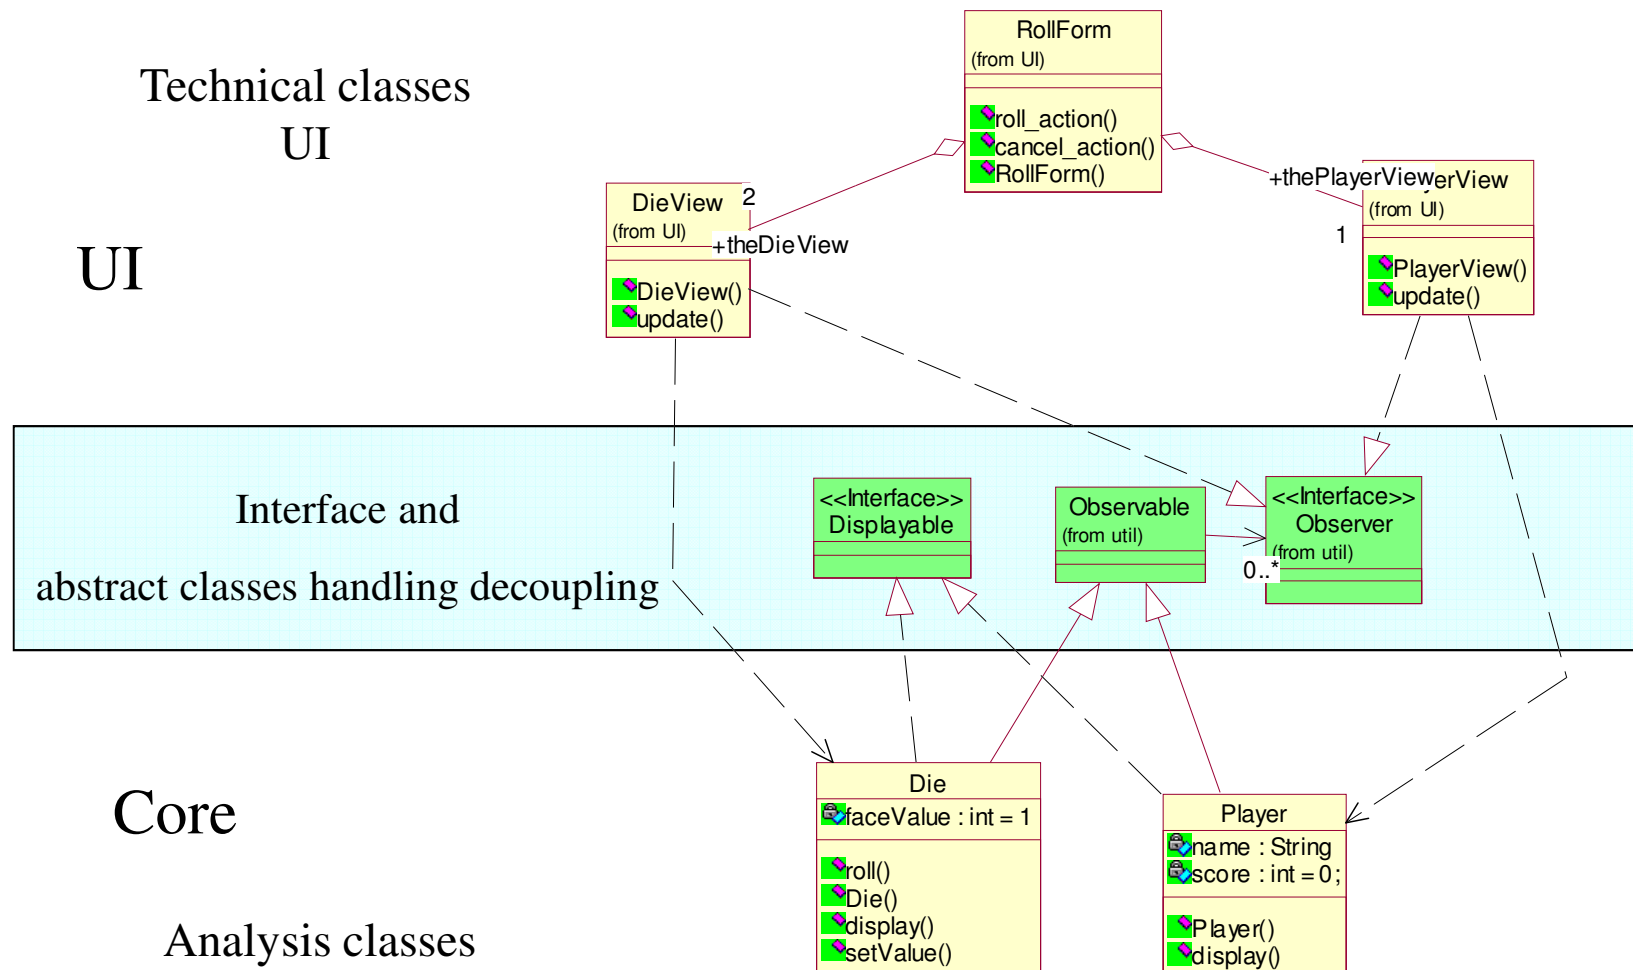 RollForm
(from UI)
roll_action()
cancel_action()
RollForm()
Technical classes
UI
UI
DieView
(from UI)
2
+theDieView
DieView()
update()
+thePlayerView
erView
(from UI)
1
PlayerView()
update()
Interface and
abstract classes handling decoupling
<<Interface>>
Displayable
Observable
(from util)
<<Interface>>
Observer
(from util)
0..*
Core
Analysis classes
Die
faceValue : int = 1
roll()
Die()
display()
setValue()
Player
name : String
score : int = 0;
Player()
display()